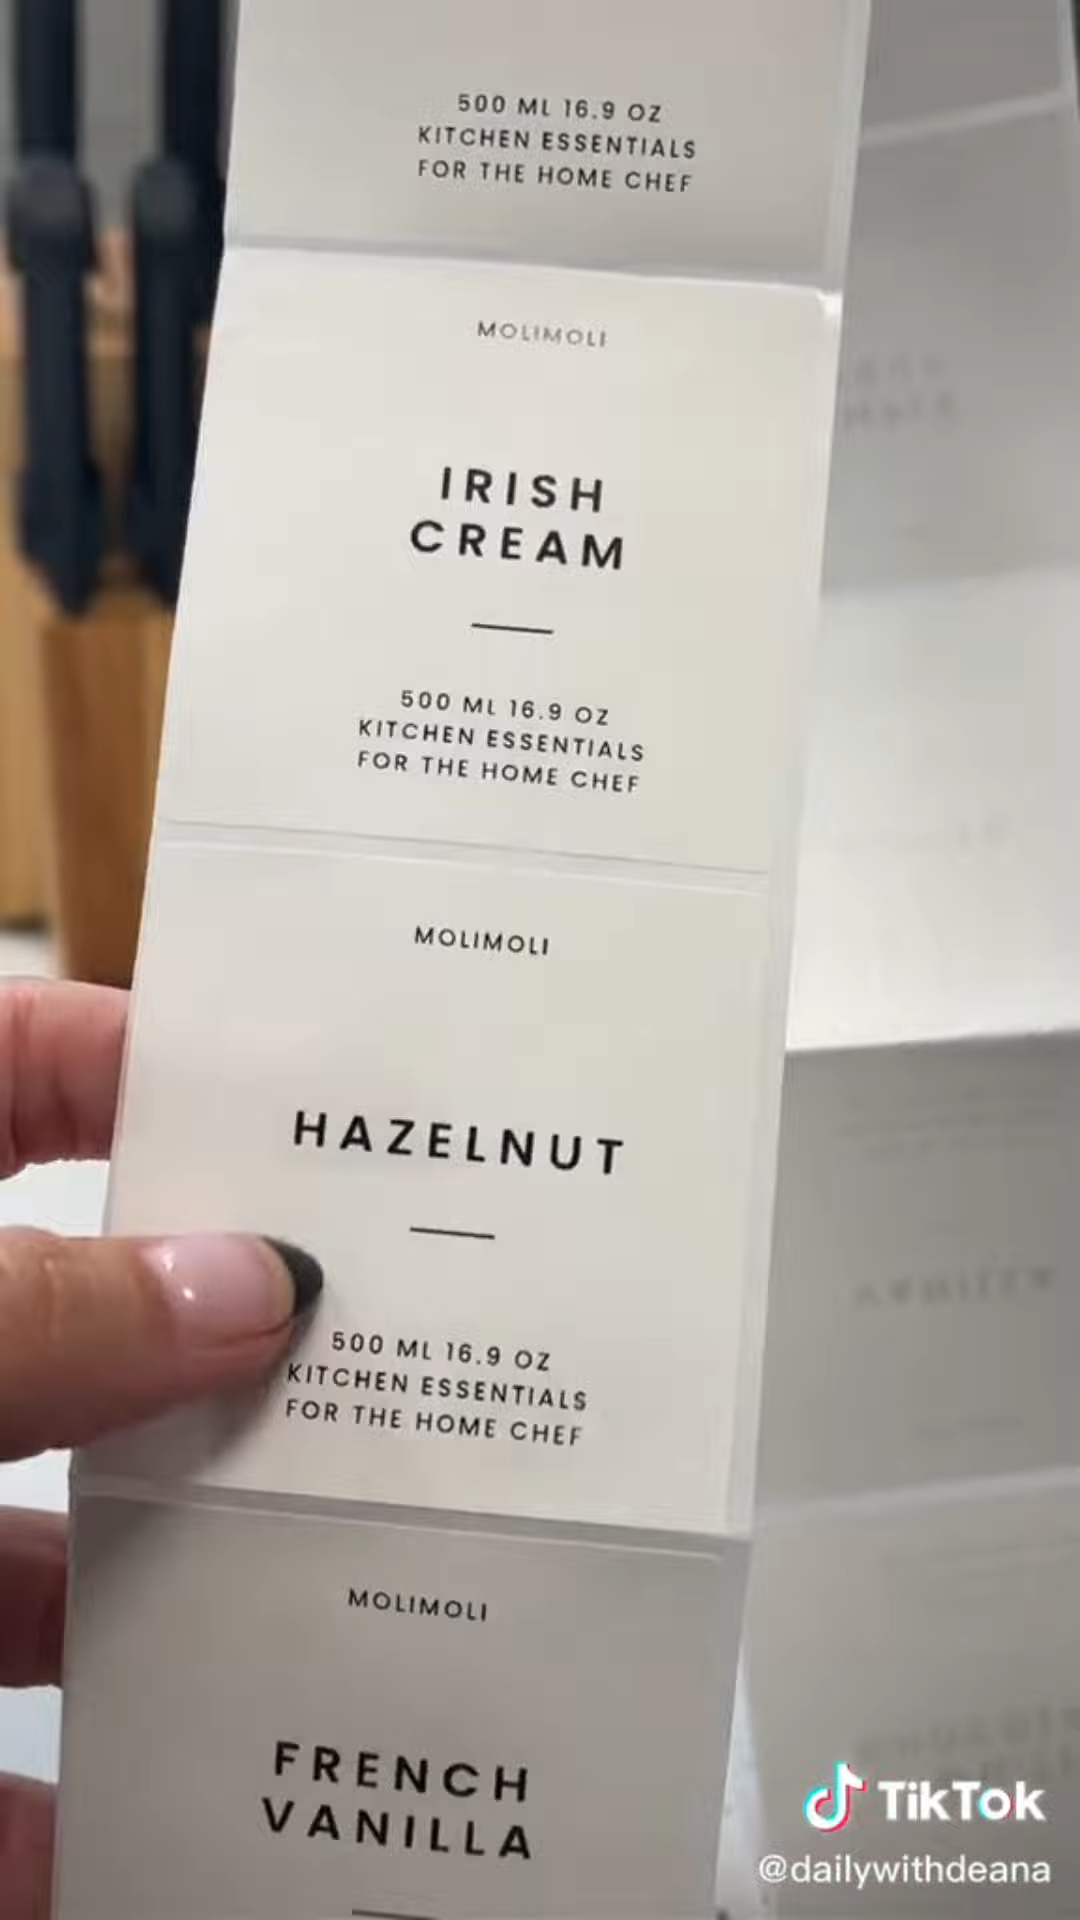 500 ML 16.9 OZ
KITCHEN ESSENTIALS
FOR THE HOME CHEF
MOLIMOLI
IRISH
CREAM
500 ML 16.9 OZ
KITCHEN ESSENTIALS
FOR THE HOME CHEF
MOLIMOLI
HAZELNUT
500 ML 16.9 OZ
KITCHEN ESSENTIALS
FOR THE HOME CHEF
MOLIMOLI
FRENCH
VANILLA
TikTok
@dailywithdeana